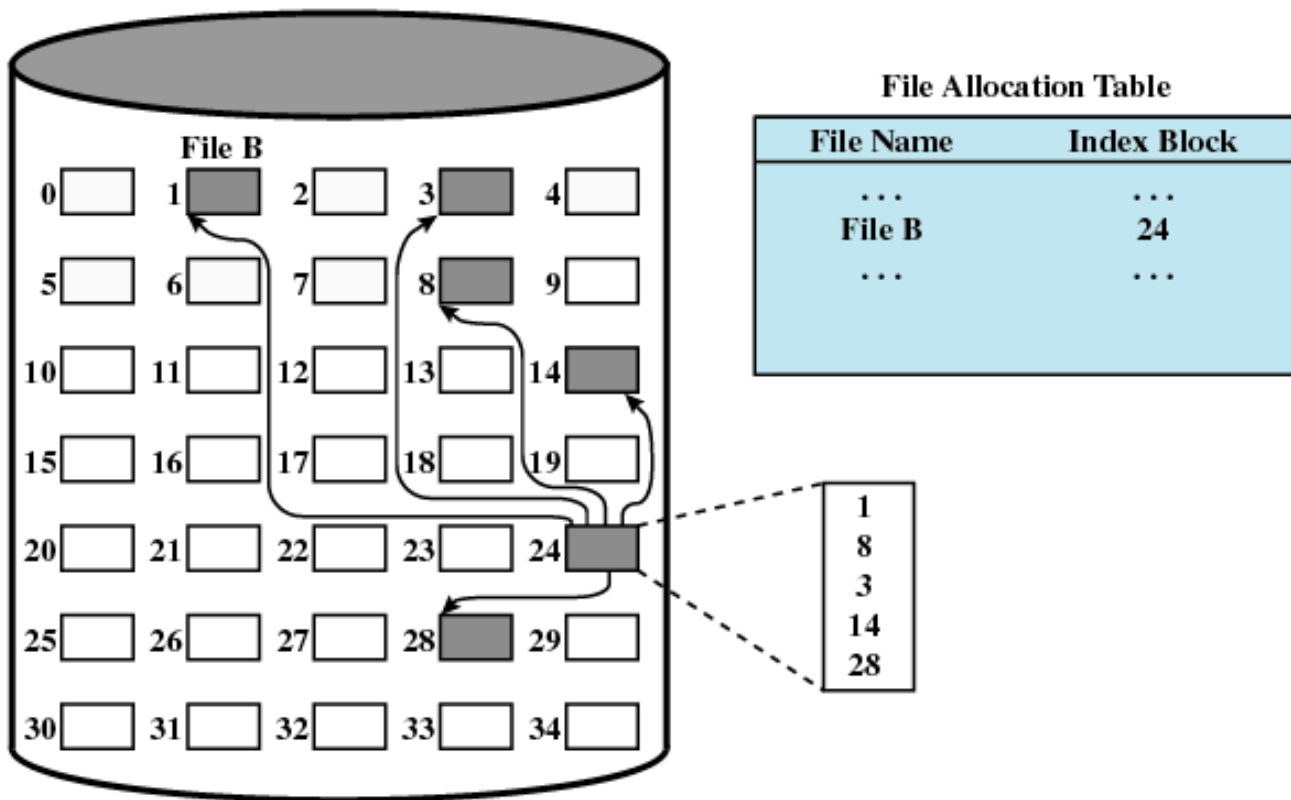 File Allocation Table
File Name Index Block
... ...
File B 24
... ...
File B
0 1 2 3 4
5 6 7 8 9
10 11 12 13 14
15 16 17 18 19
20 21 22 23 24
25 26 27 28 29
30 31 32 33 34
1
8
3
14
28